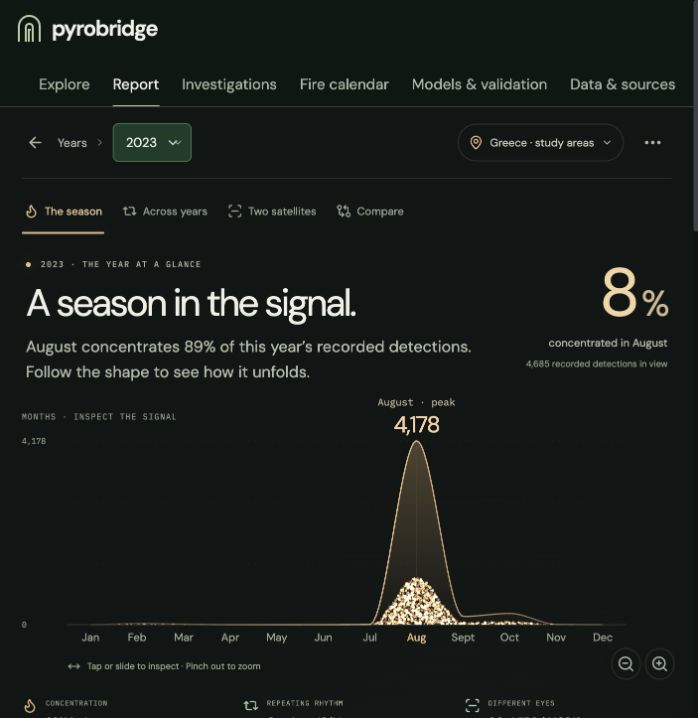 pyrobridge
Explore Report Investigations Fire calendar Models & validation Data & sources
Years 2023 Greece · study areas
The season Across years Two satellites Compare
2023 · THE YEAR AT A GLANCE
A season in the signal.
8%
August concentrates 89% of this year's recorded detections.
Follow the shape to see how it unfolds.
concentrated in August
4,685 recorded detections in view
MONTHS · INSPECT THE SIGNAL
August · peak
4,178
4,178
0
Jan Feb Mar Apr May Jun Jul Aug Sept Oct Nov Dec
Tap or slide to inspect · Pinch out to zoom
CONCENTRATION REPEATING RHYTHM DIFFERENT EYES